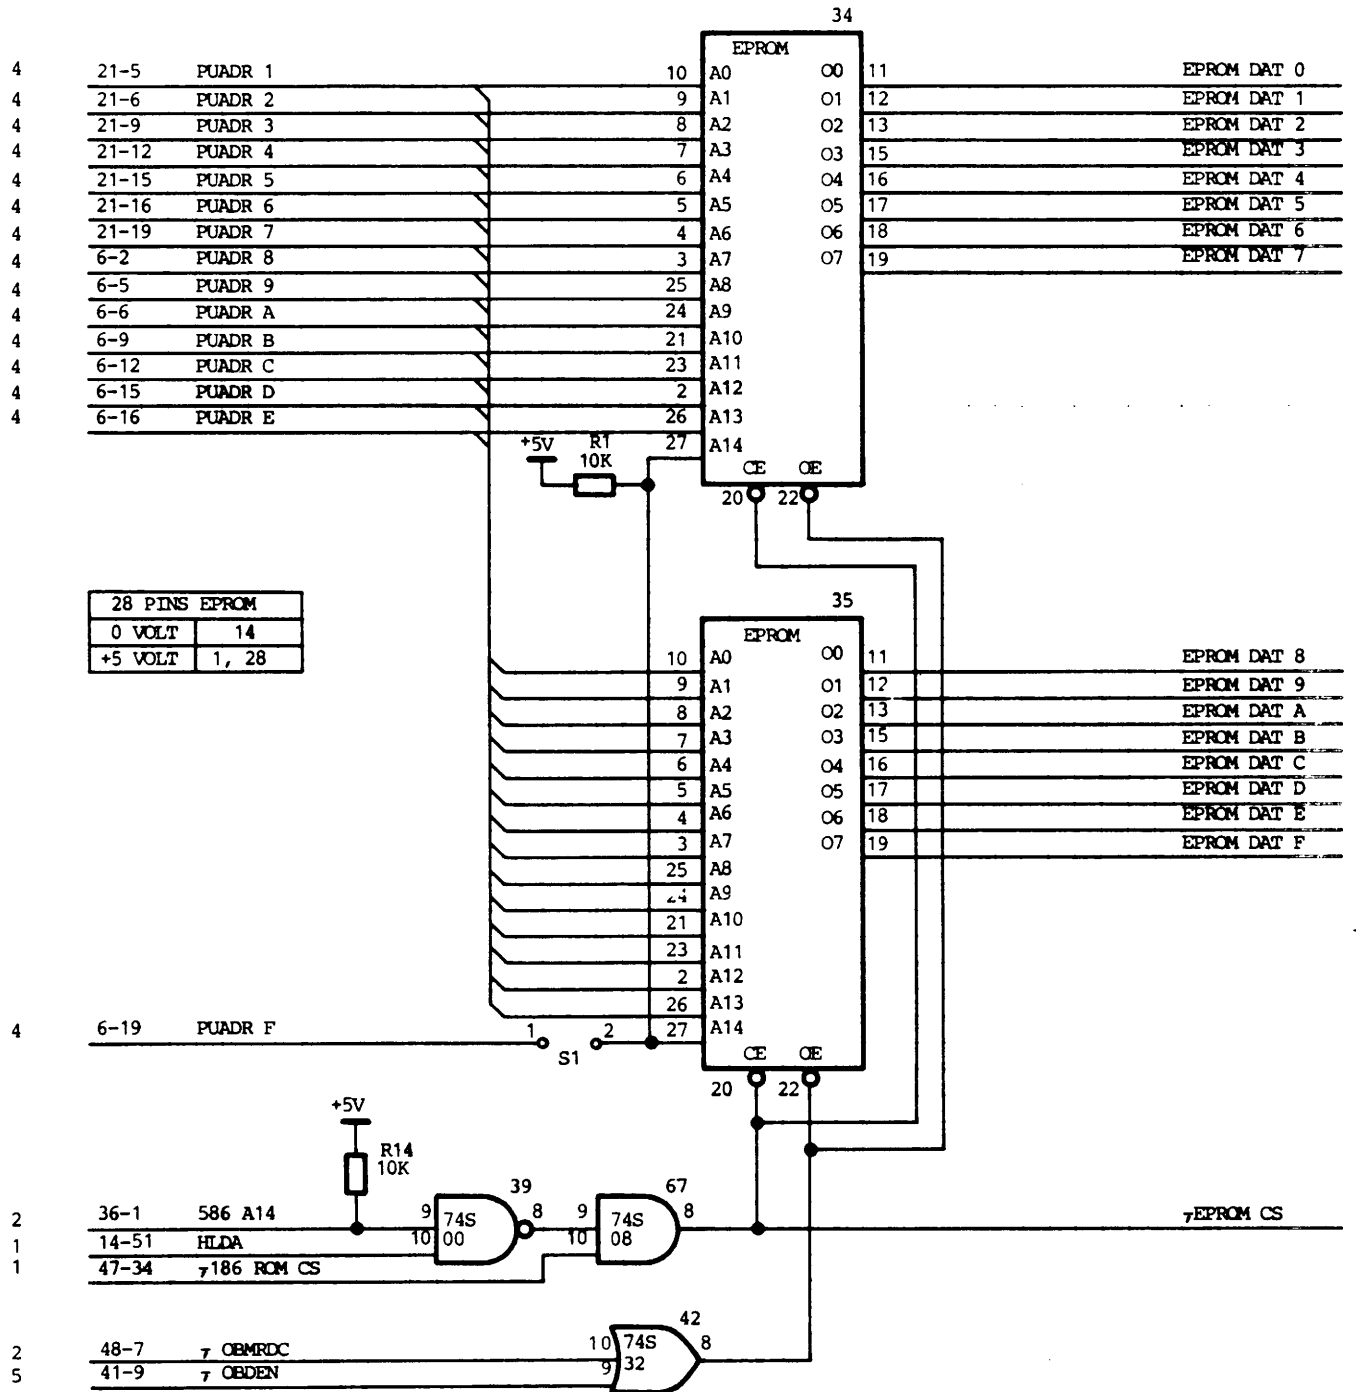 34
EPROM
4 21-5 PUADR 1 10 A0 O0 11 EPROM DAT 0
4 21-6 PUADR 2 9 A1 O1 12 EPROM DAT 1
4 21-9 PUADR 3 8 A2 O2 13 EPROM DAT 2
4 21-12 PUADR 4 7 A3 O3 15 EPROM DAT 3
4 21-15 PUADR 5 6 A4 O4 16 EPROM DAT 4
4 21-16 PUADR 6 5 A5 O5 17 EPROM DAT 5
4 21-19 PUADR 7 4 A6 O6 18 EPROM DAT 6
4 6-2 PUADR 8 3 A7 O7 19 EPROM DAT 7
4 6-5 PUADR 9 25 A8
4 6-6 PUADR A 24 A9
4 6-9 PUADR B 21 A10
4 6-12 PUADR C 23 A11
4 6-15 PUADR D 2 A12
4 6-16 PUADR E 26 A13
+5V R1 27 A14
10K CE OE
20 22
28 PINS EPROM
0 VOLT 14
+5 VOLT 1, 28
35
EPROM
10 A0 O0 11 EPROM DAT 8
9 A1 O1 12 EPROM DAT 9
8 A2 O2 13 EPROM DAT A
7 A3 O3 15 EPROM DAT B
6 A4 O4 16 EPROM DAT C
5 A5 O5 17 EPROM DAT D
4 A6 O6 18 EPROM DAT E
3 A7 O7 19 EPROM DAT F
25 A8
24 A9
21 A10
23 A11
2 A12
26 A13
4 6-19 PUADR F 1 2 27 A14
S1 CE OE
20 22
+5V
R14
10K
39 67
2 36-1 586 A14 9 74S 8 9 74S 8 ┐EPROM CS
1 14-51 HLDA 10 00 10 08
1 47-34 ┐186 ROM CS
42
2 48-7 ┐ OBMRDC 10 74S 8
5 41-9 ┐ OBDEN 9 32